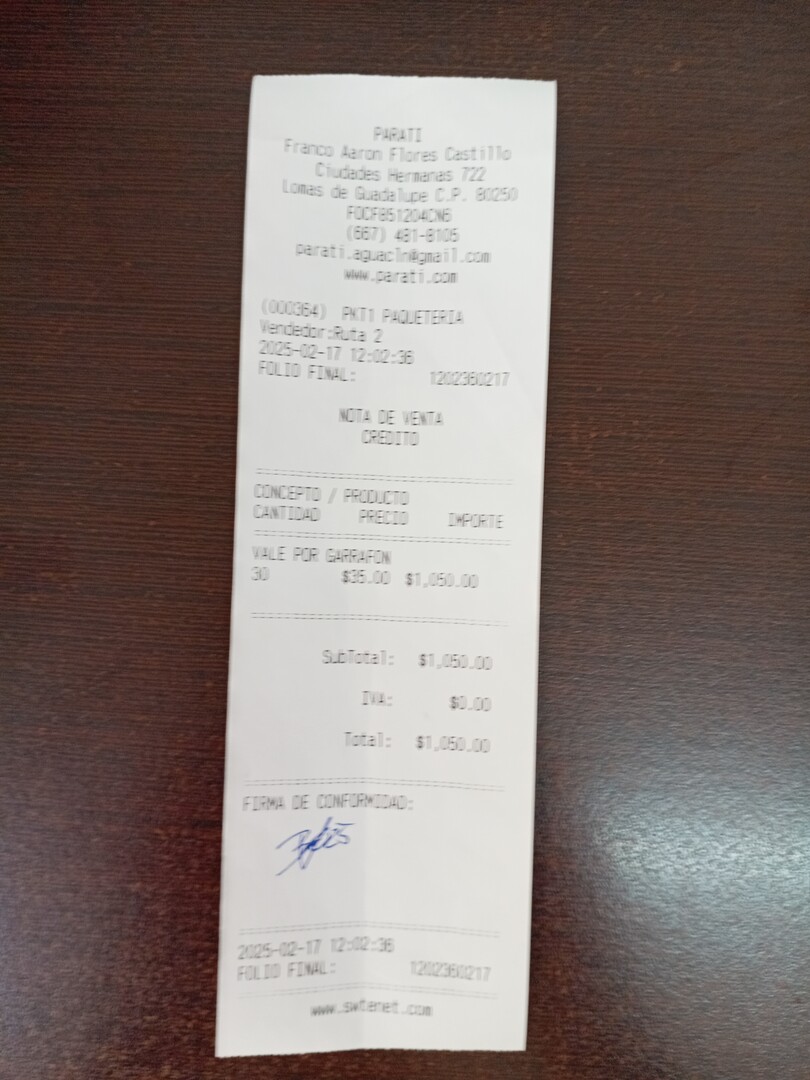 PARATI
Franco Aaron Flores Castillo
Ciudades Hermanas 722
Lomas de Guadalupe C.P. 80250
FOCF851204CN6
(667) 481-8105
parati.aguacln@gmail.com
www.parati.com
(000364) PKT1 PAQUETERIA
Vendedor:Ruta 2
2025-02-17 12:02:36
FOLIO FINAL: 1202360217
NOTA DE VENTA
CREDITO
CONCEPTO / PRODUCTO
CANTIDAD PRECIO IMPORTE
VALE POR GARRAFON
30 $35.00 $1,050.00
SubTotal: $1,050.00
IVA: $0.00
Total: $1,050.00
FIRMA DE CONFORMIDAD:
2025-02-17 12:02:36
FOLIO FINAL: 1202360217
www.swtenet.com